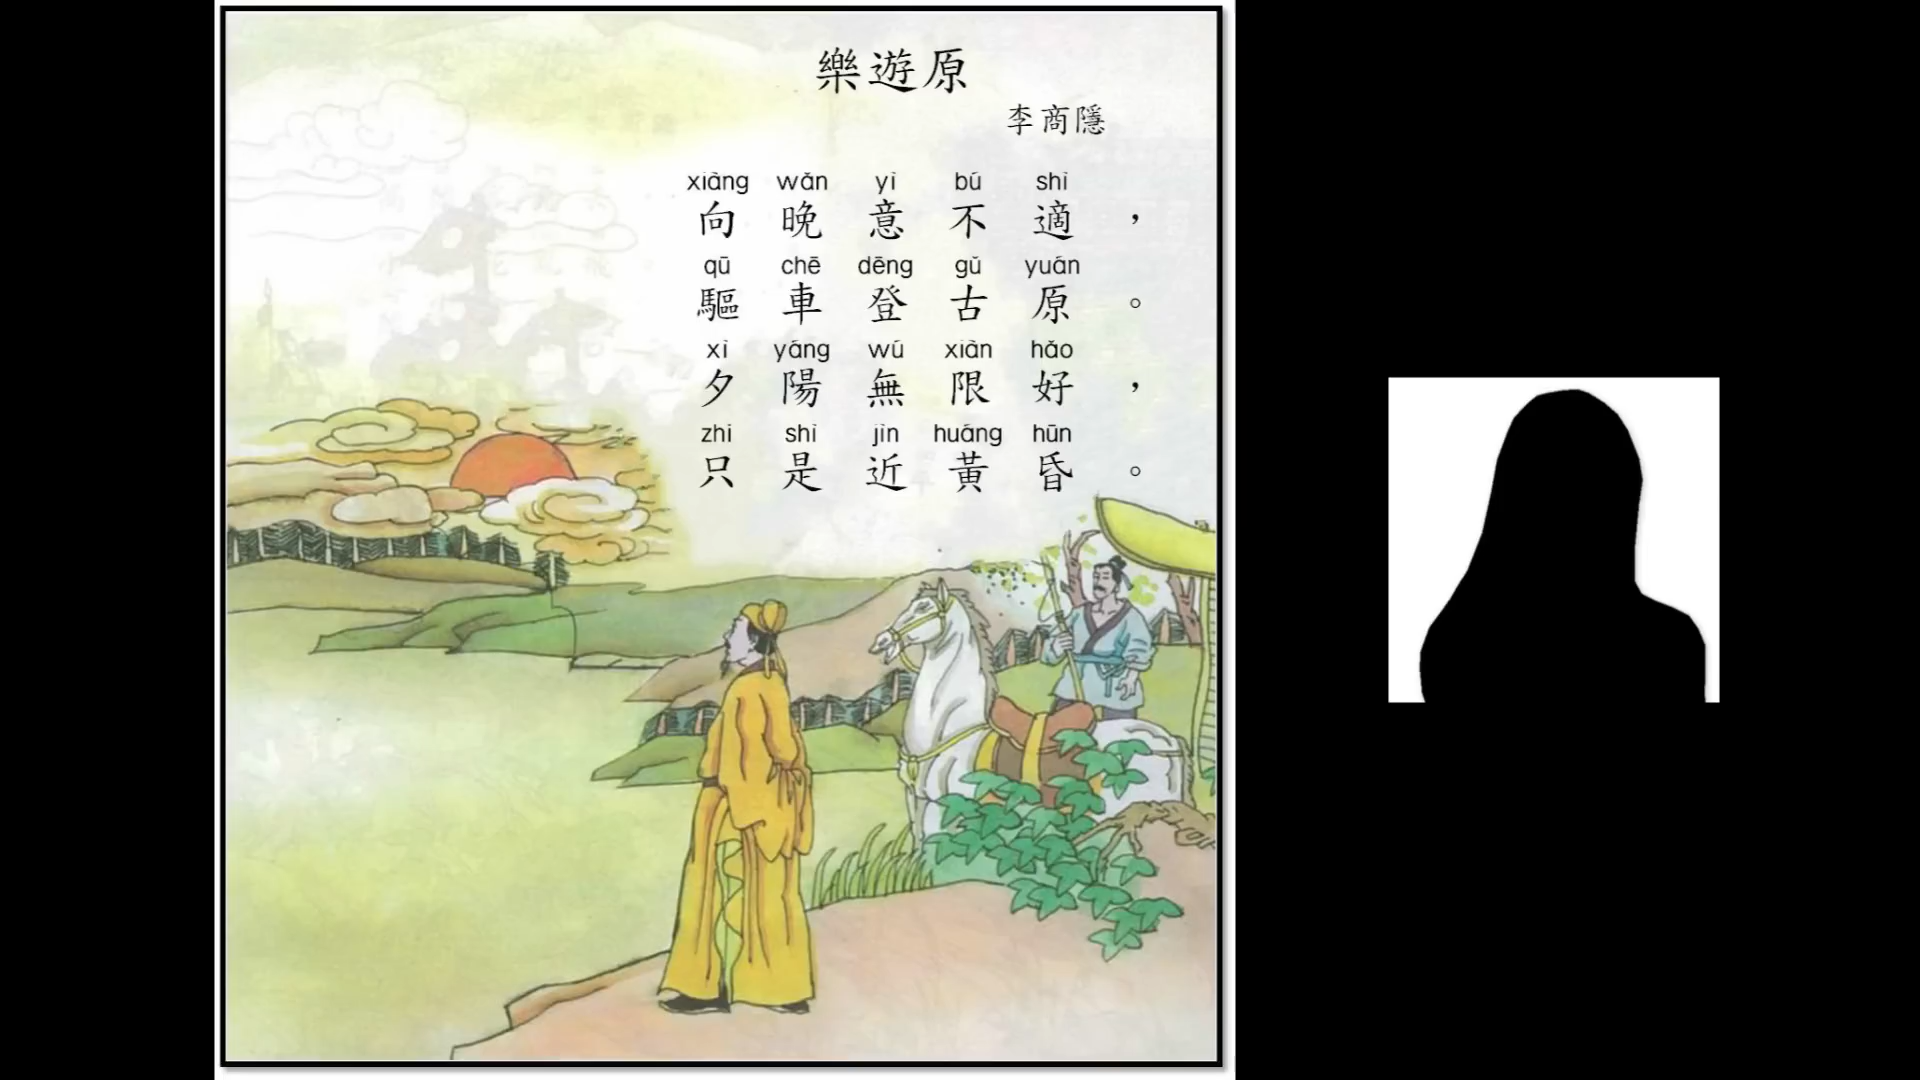 樂遊原
李商隱
xiàng wǎn yì bú shì
向晚意不適，
qū chē dēng gǔ yuán
驅車登古原。
xì yáng wú xiàn hǎo
夕陽無限好，
zhǐ shì jìn huáng hūn
只是近黃昏。